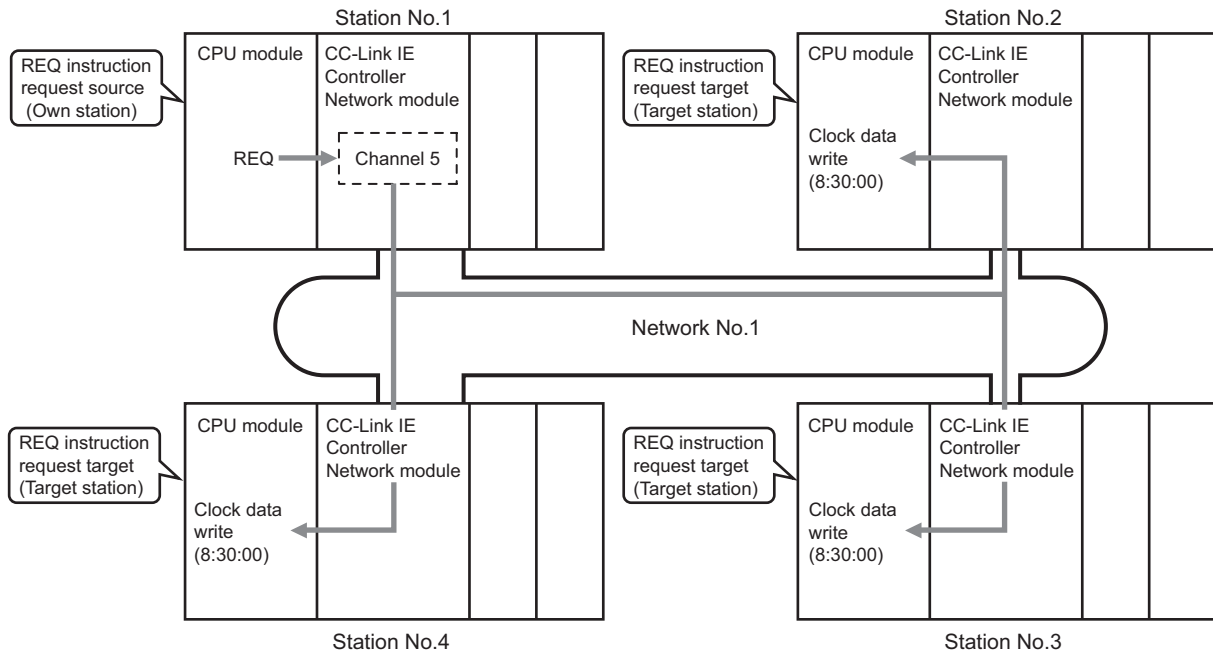 Station No.1
REQ instruction
request source
(Own station)
CPU module
CC-Link IE
Controller
Network module
REQ
Channel 5
Station No.2
REQ instruction
request target
(Target station)
CPU module
CC-Link IE
Controller
Network module
Clock data
write
(8:30:00)
Network No.1
REQ instruction
request target
(Target station)
CPU module
CC-Link IE
Controller
Network module
Clock data
write
(8:30:00)
Station No.4
REQ instruction
request target
(Target station)
CPU module
CC-Link IE
Controller
Network module
Clock data
write
(8:30:00)
Station No.3